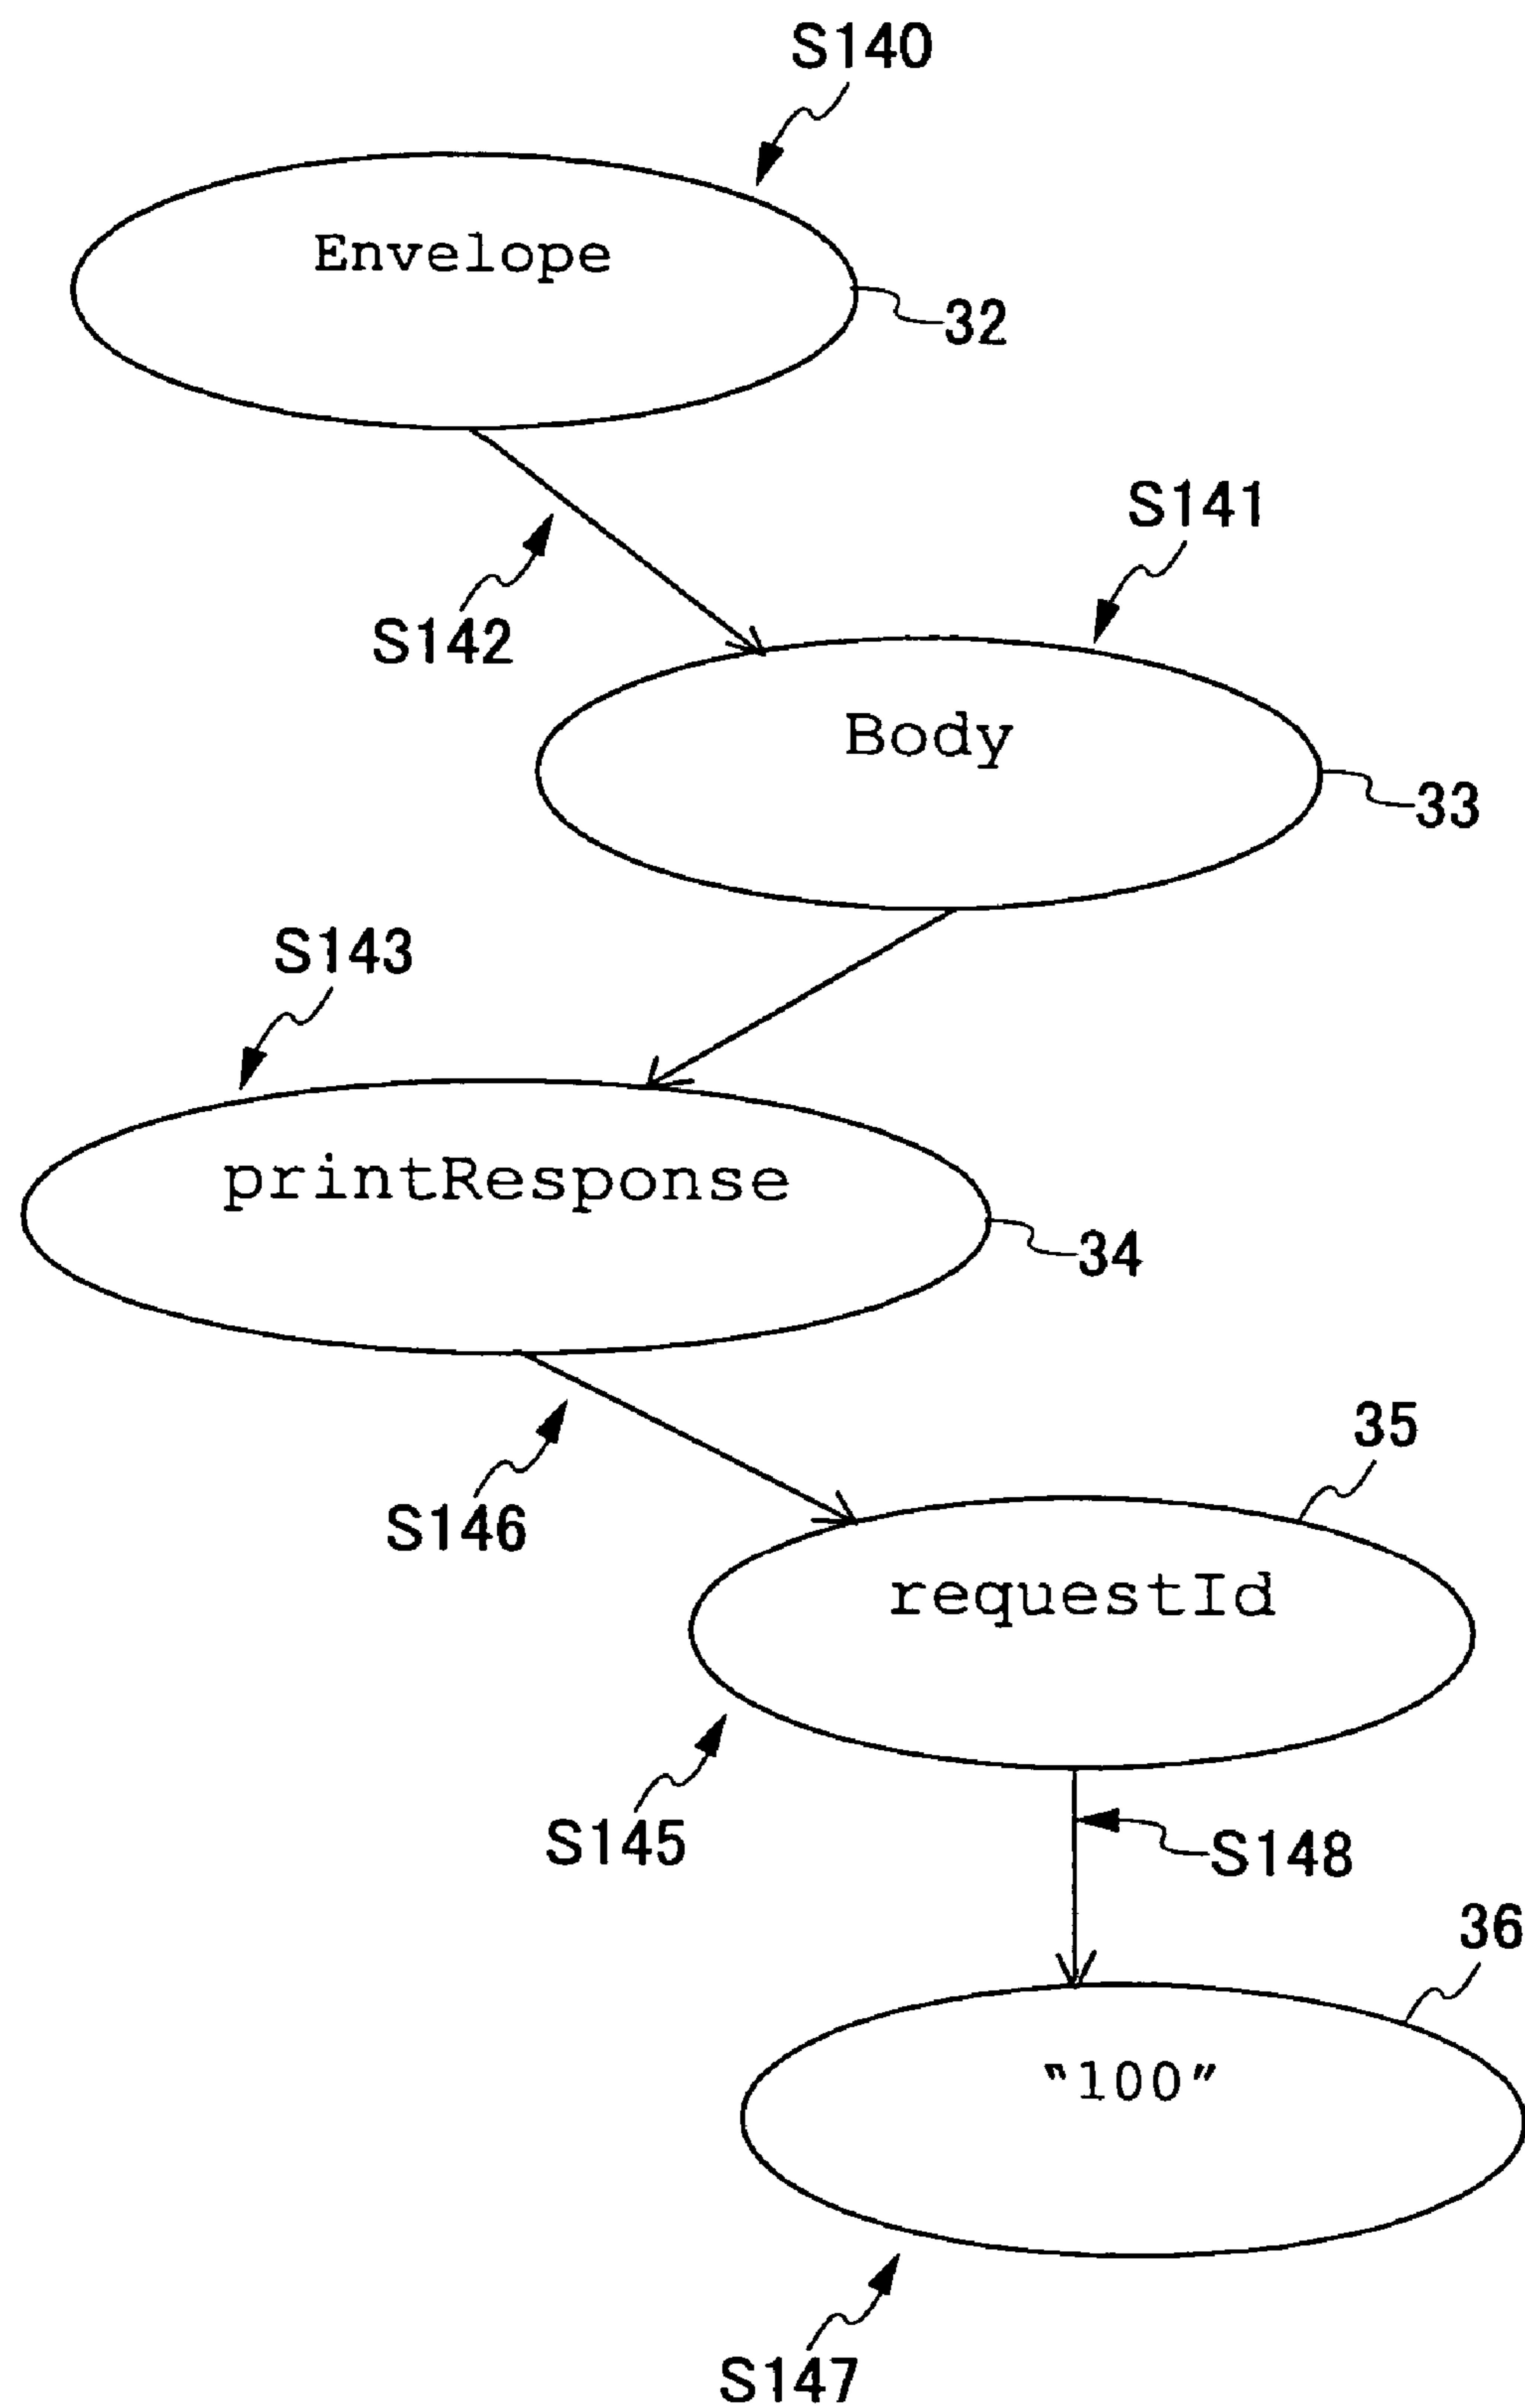 S140
Envelope
32
S141
S142
Body
33
S143
printResponse
34
35
S146
requestId
S145
S148
36
"100"
S147